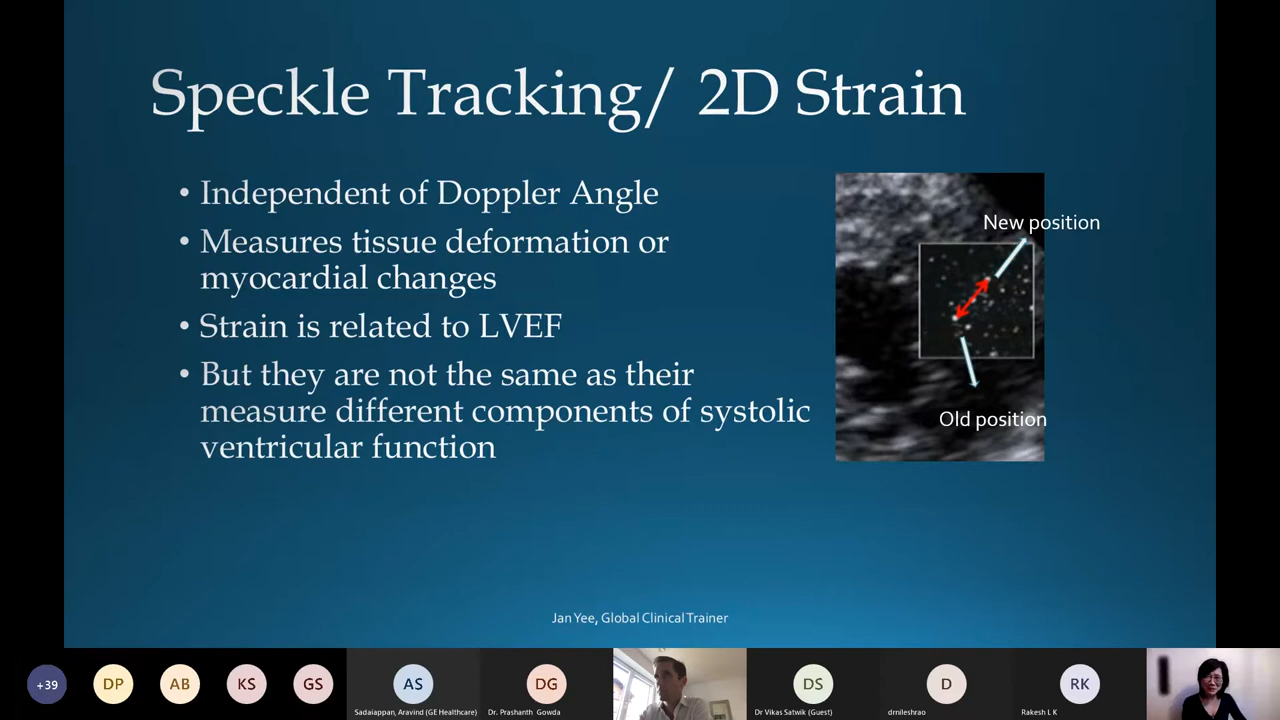 Speckle Tracking/ 2D Strain
• Independent of Doppler Angle
• Measures tissue deformation or
myocardial changes
• Strain is related to LVEF
• But they are not the same as their
measure different components of systolic
ventricular function
New position
Old position
Jan Yee, Global Clinical Trainer
+39
DP
AB
KS
GS
AS
Sadaiappan, Aravind (GE Healthcare)
DG
Dr. Prashanth Gowda
DS
Dr Vikas Satwik (Guest)
D
drnileshrao
RK
Rakesh L K